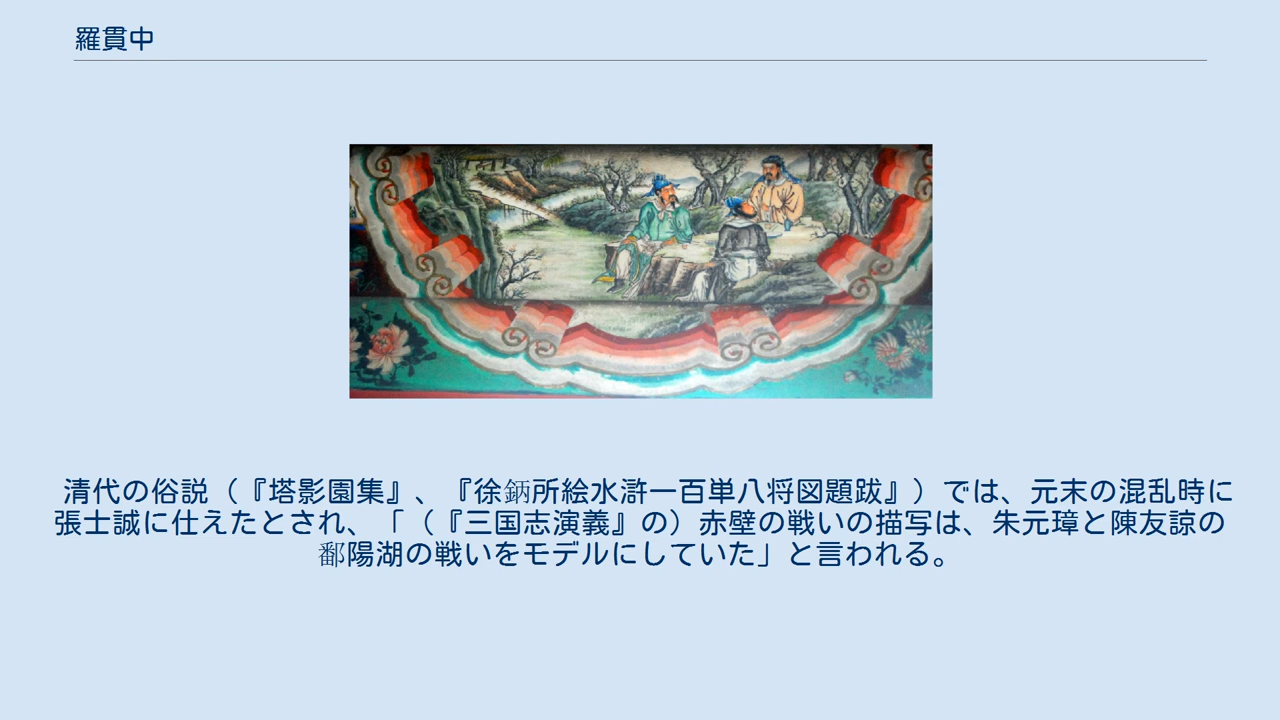 羅貫中
清代の俗説（『塔影園集』、『徐鈵所絵水滸一百単八将図題跋』）では、元末の混乱時に
張士誠に仕えたとされ、「（『三国志演義』の）赤壁の戦いの描写は、朱元璋と陳友諒の
鄱陽湖の戦いをモデルにしていた」と言われる。